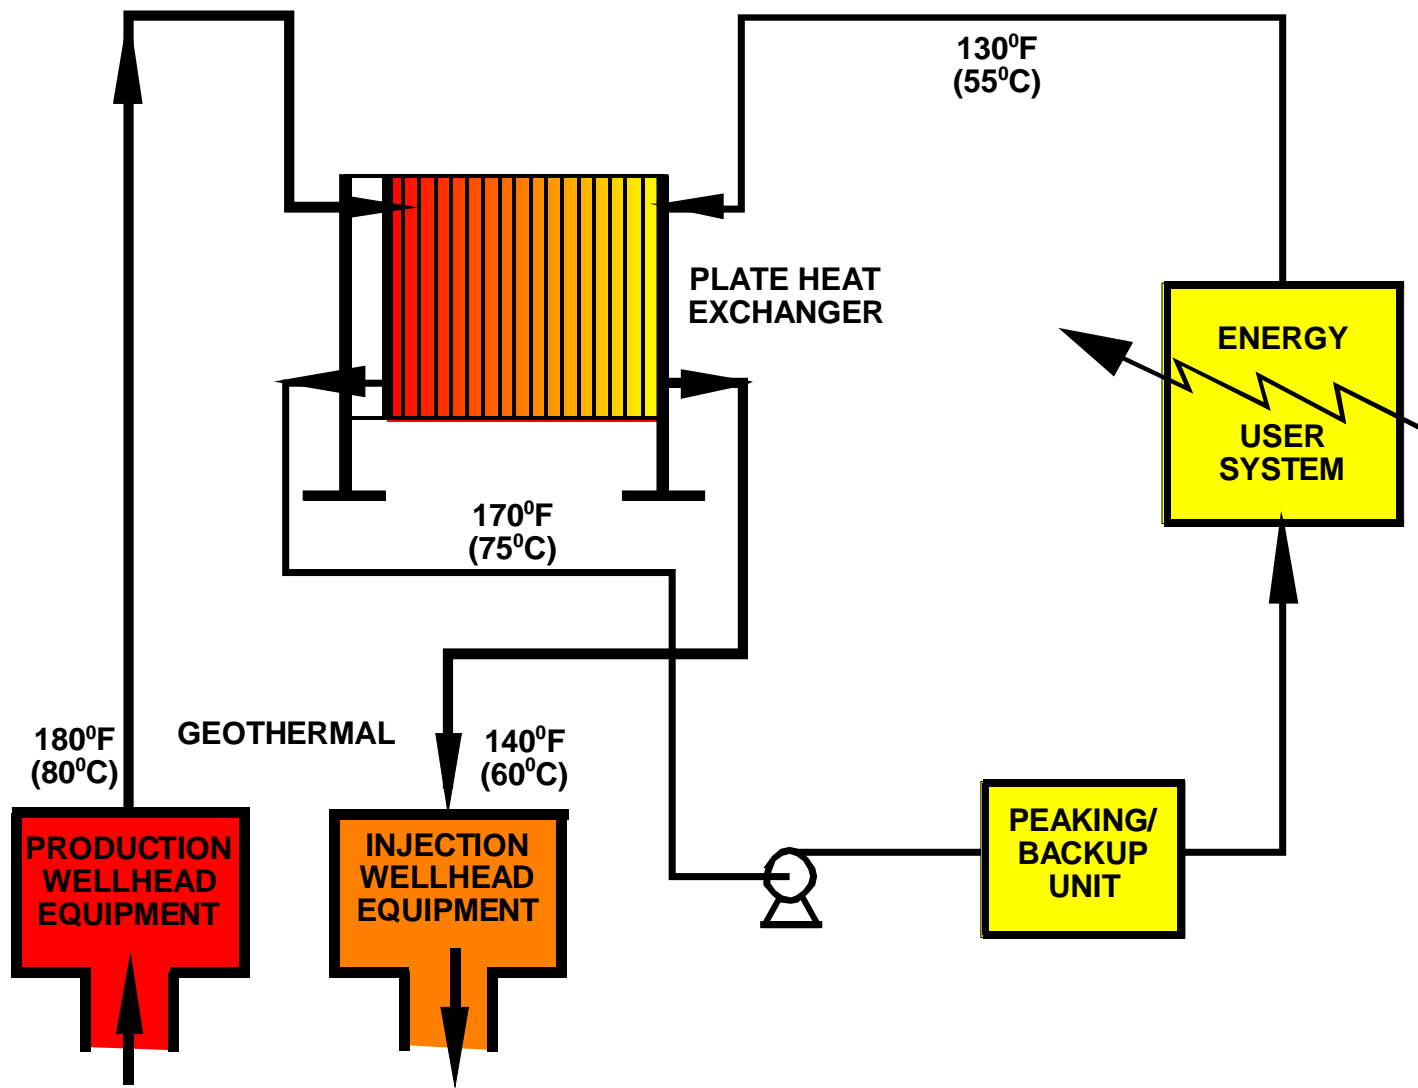 130⁰F
(55⁰C)
PLATE HEAT
EXCHANGER
ENERGY
USER
SYSTEM
170⁰F
(75⁰C)
GEOTHERMAL
180⁰F
(80⁰C)
140⁰F
(60⁰C)
PRODUCTION
WELLHEAD
EQUIPMENT
INJECTION
WELLHEAD
EQUIPMENT
PEAKING/
BACKUP
UNIT